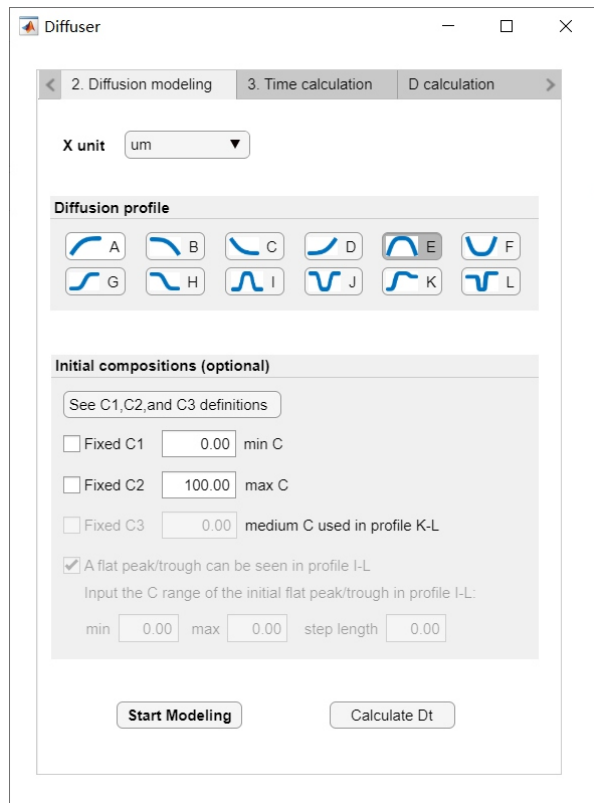 Diffuser
2. Diffusion modeling 3. Time calculation D calculation
X unit um
Diffusion profile
A B C D E F
G H I J K L
Initial compositions (optional)
See C1,C2,and C3 definitions
Fixed C1 0.00 min C
Fixed C2 100.00 max C
Fixed C3 0.00 medium C used in profile K-L
A flat peak/trough can be seen in profile I-L
Input the C range of the initial flat peak/trough in profile I-L:
min 0.00 max 0.00 step length 0.00
Start Modeling Calculate Dt